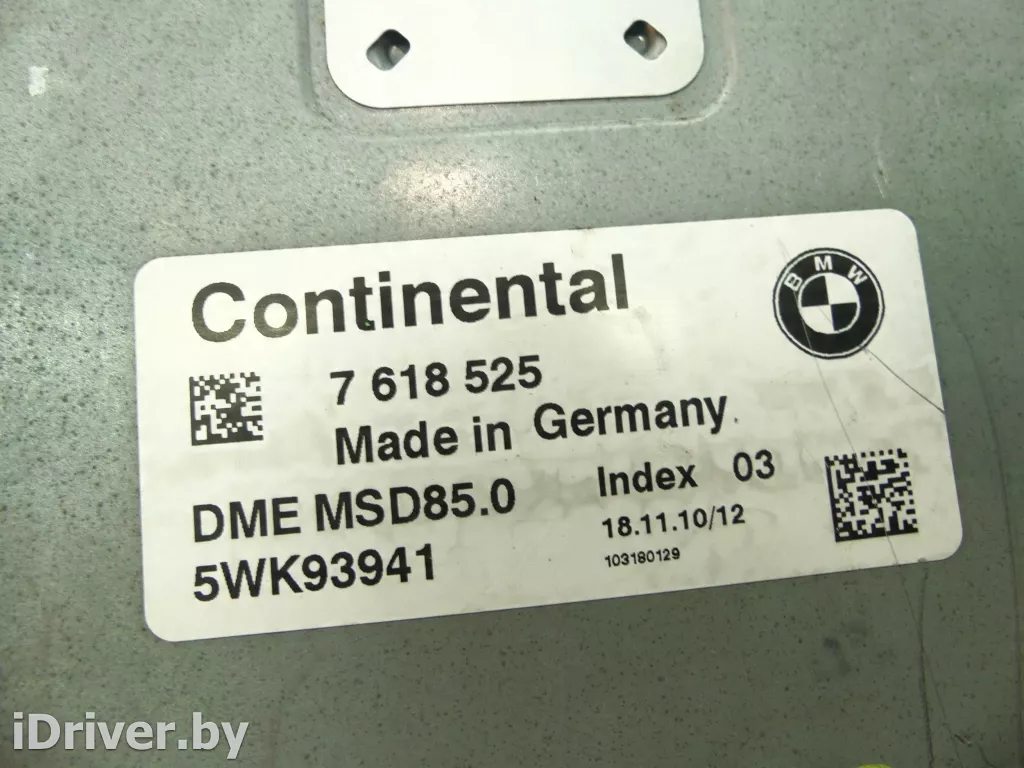 Continental
BMW
7 618 525
Made in Germany.
DME MSD85.0
Index 03
5WK93941
18.11.10/12
103180129
iDriver.by